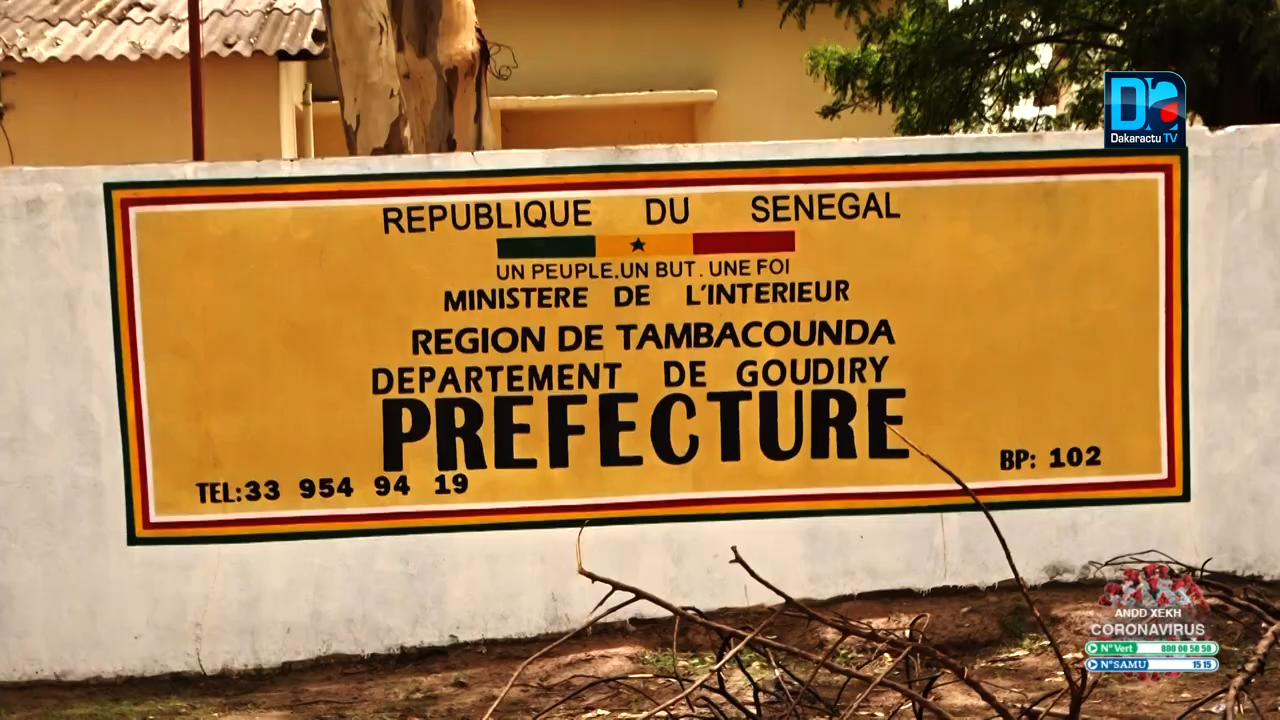 Dakaractu TV
REPUBLIQUE DU SENEGAL
UN PEUPLE.UN BUT. UNE FOI
MINISTERE DE L'INTERIEUR
REGION DE TAMBACOUNDA
DEPARTEMENT DE GOUDIRY
PREFECTURE
TEL:33 954 94 19
BP: 102
ANDD XEKH
CORONAVIRUS
N°Vert 800 00 50 50
N°SAMU 15 15